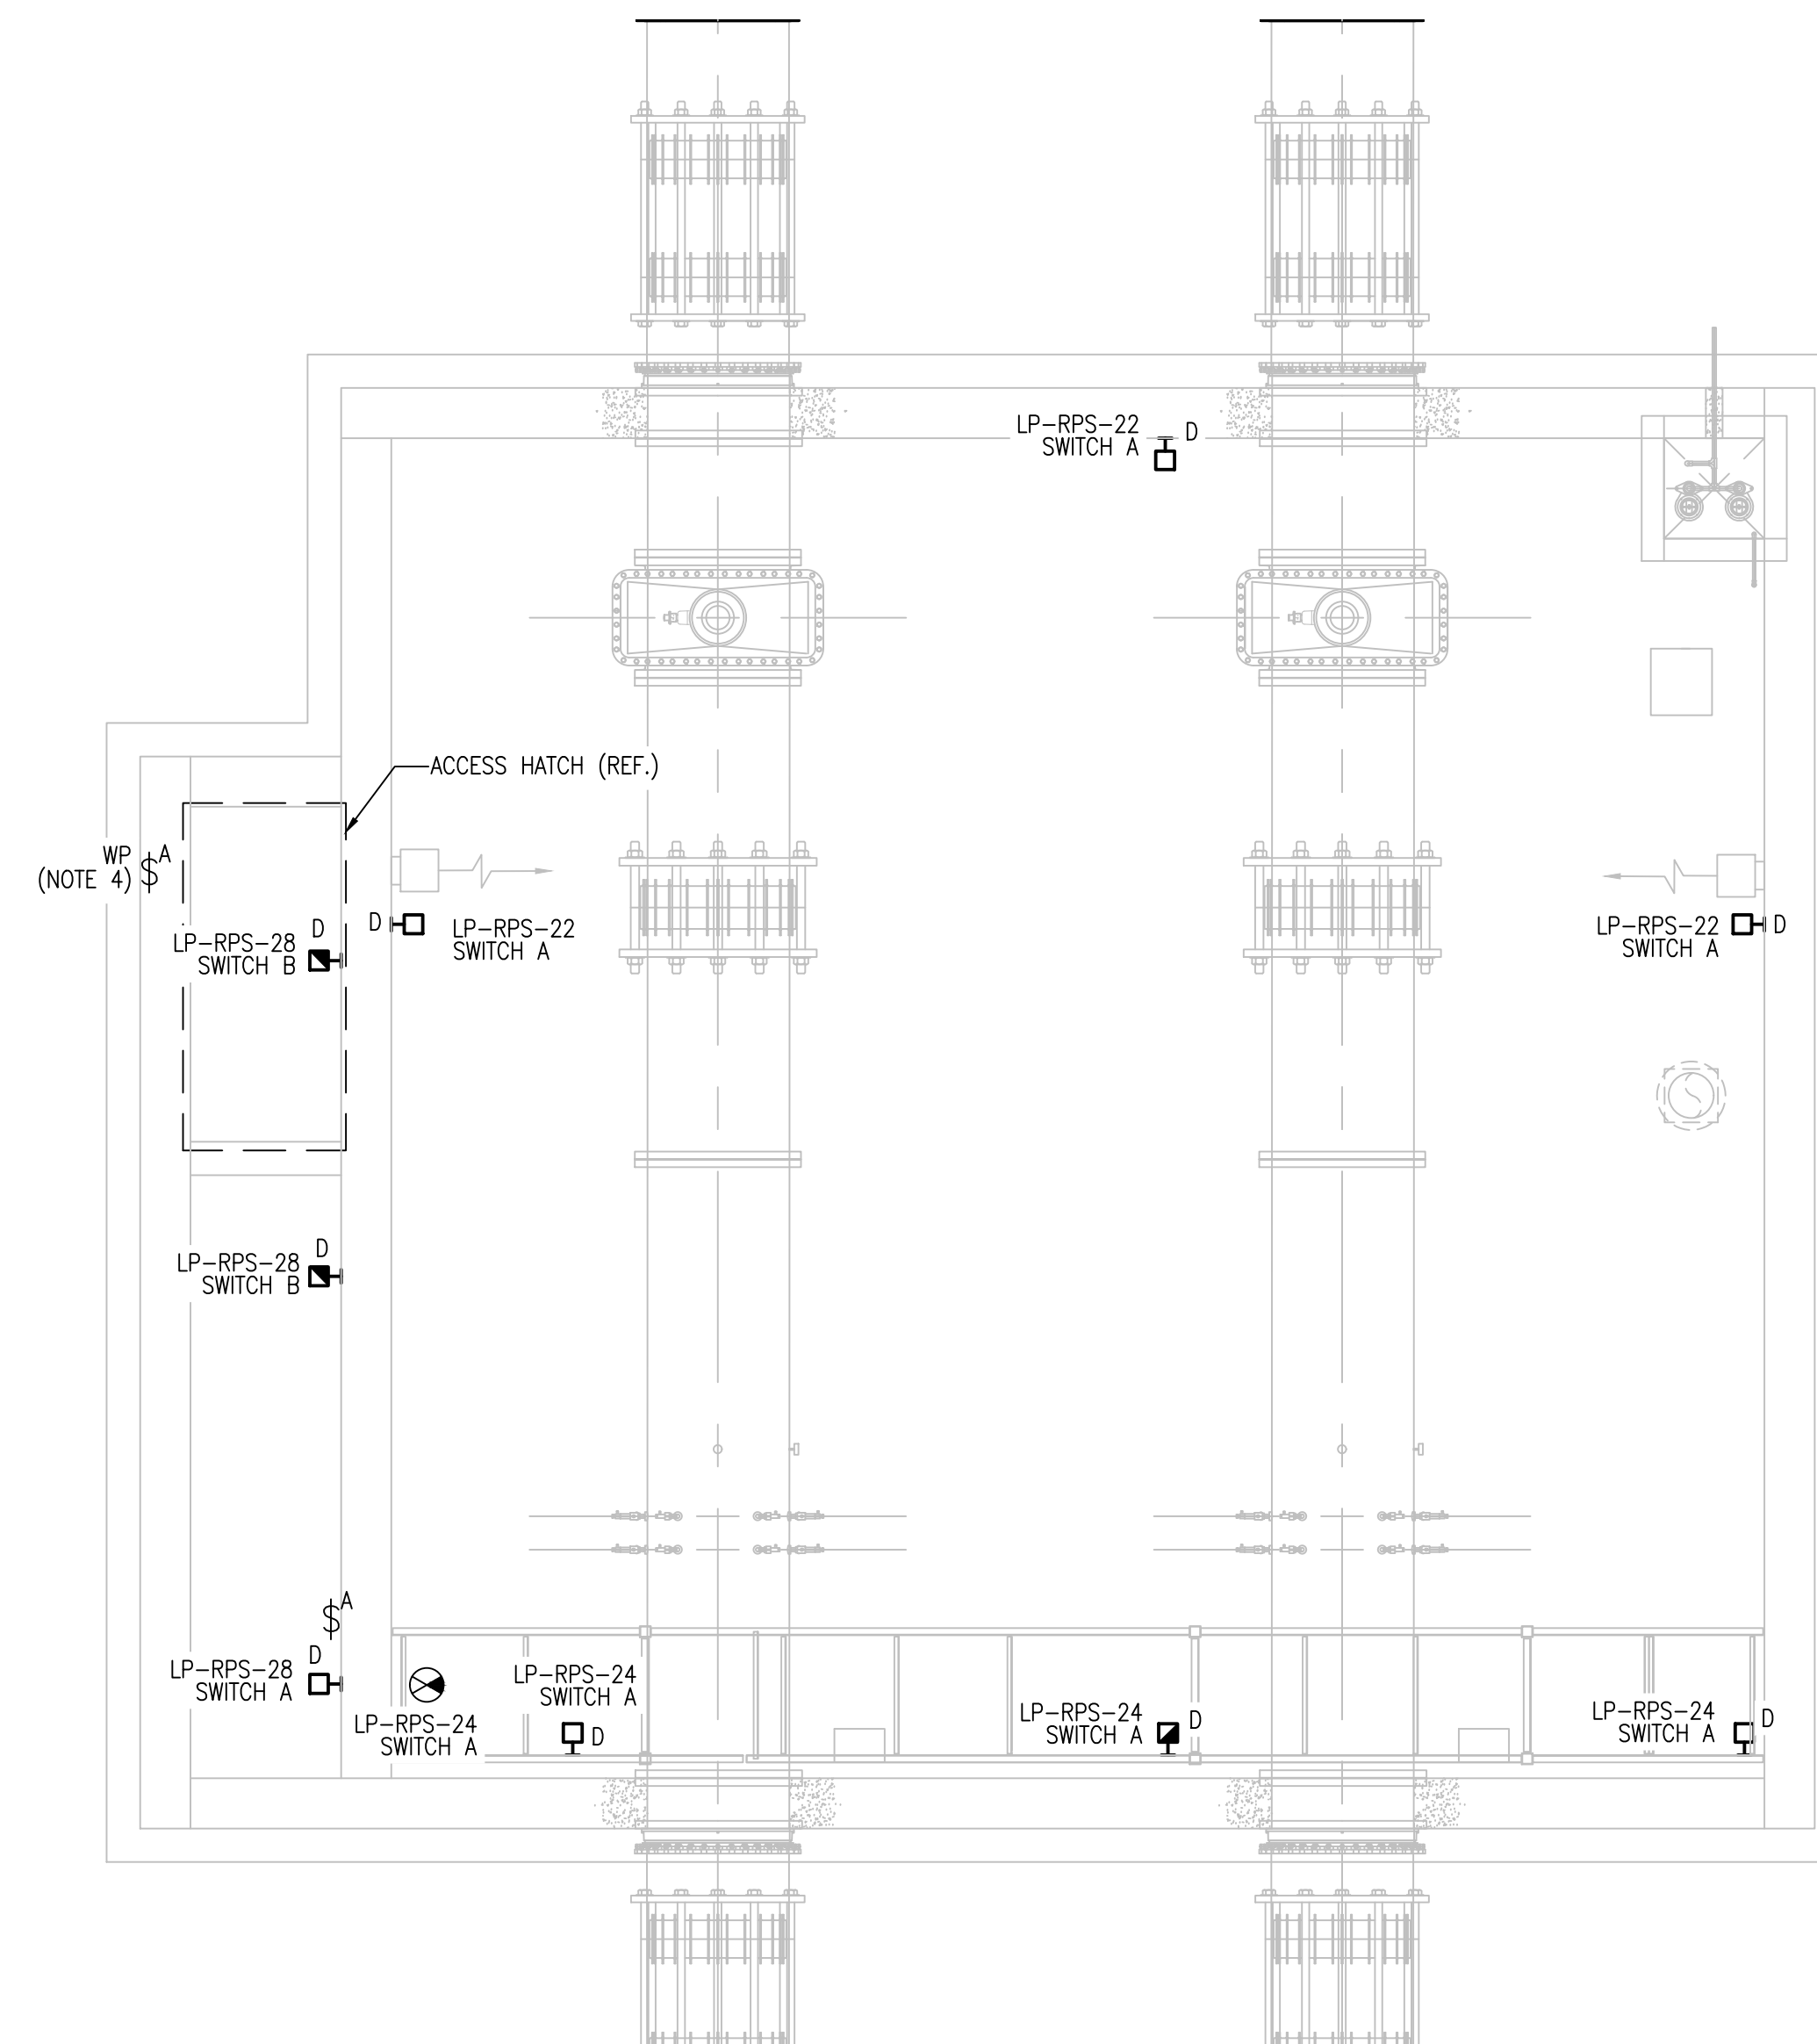 LP-RPS-22
SWITCH A
D
ACCESS HATCH (REF.)
WP
(NOTE 4)
$ A
LP-RPS-28
SWITCH B
D
D
LP-RPS-22
SWITCH A
LP-RPS-22
SWITCH A
D
LP-RPS-28
SWITCH B
D
$ A
LP-RPS-28
SWITCH A
D
LP-RPS-24
SWITCH A
LP-RPS-24
SWITCH A
D
LP-RPS-24
SWITCH A
D
LP-RPS-24
SWITCH A
D